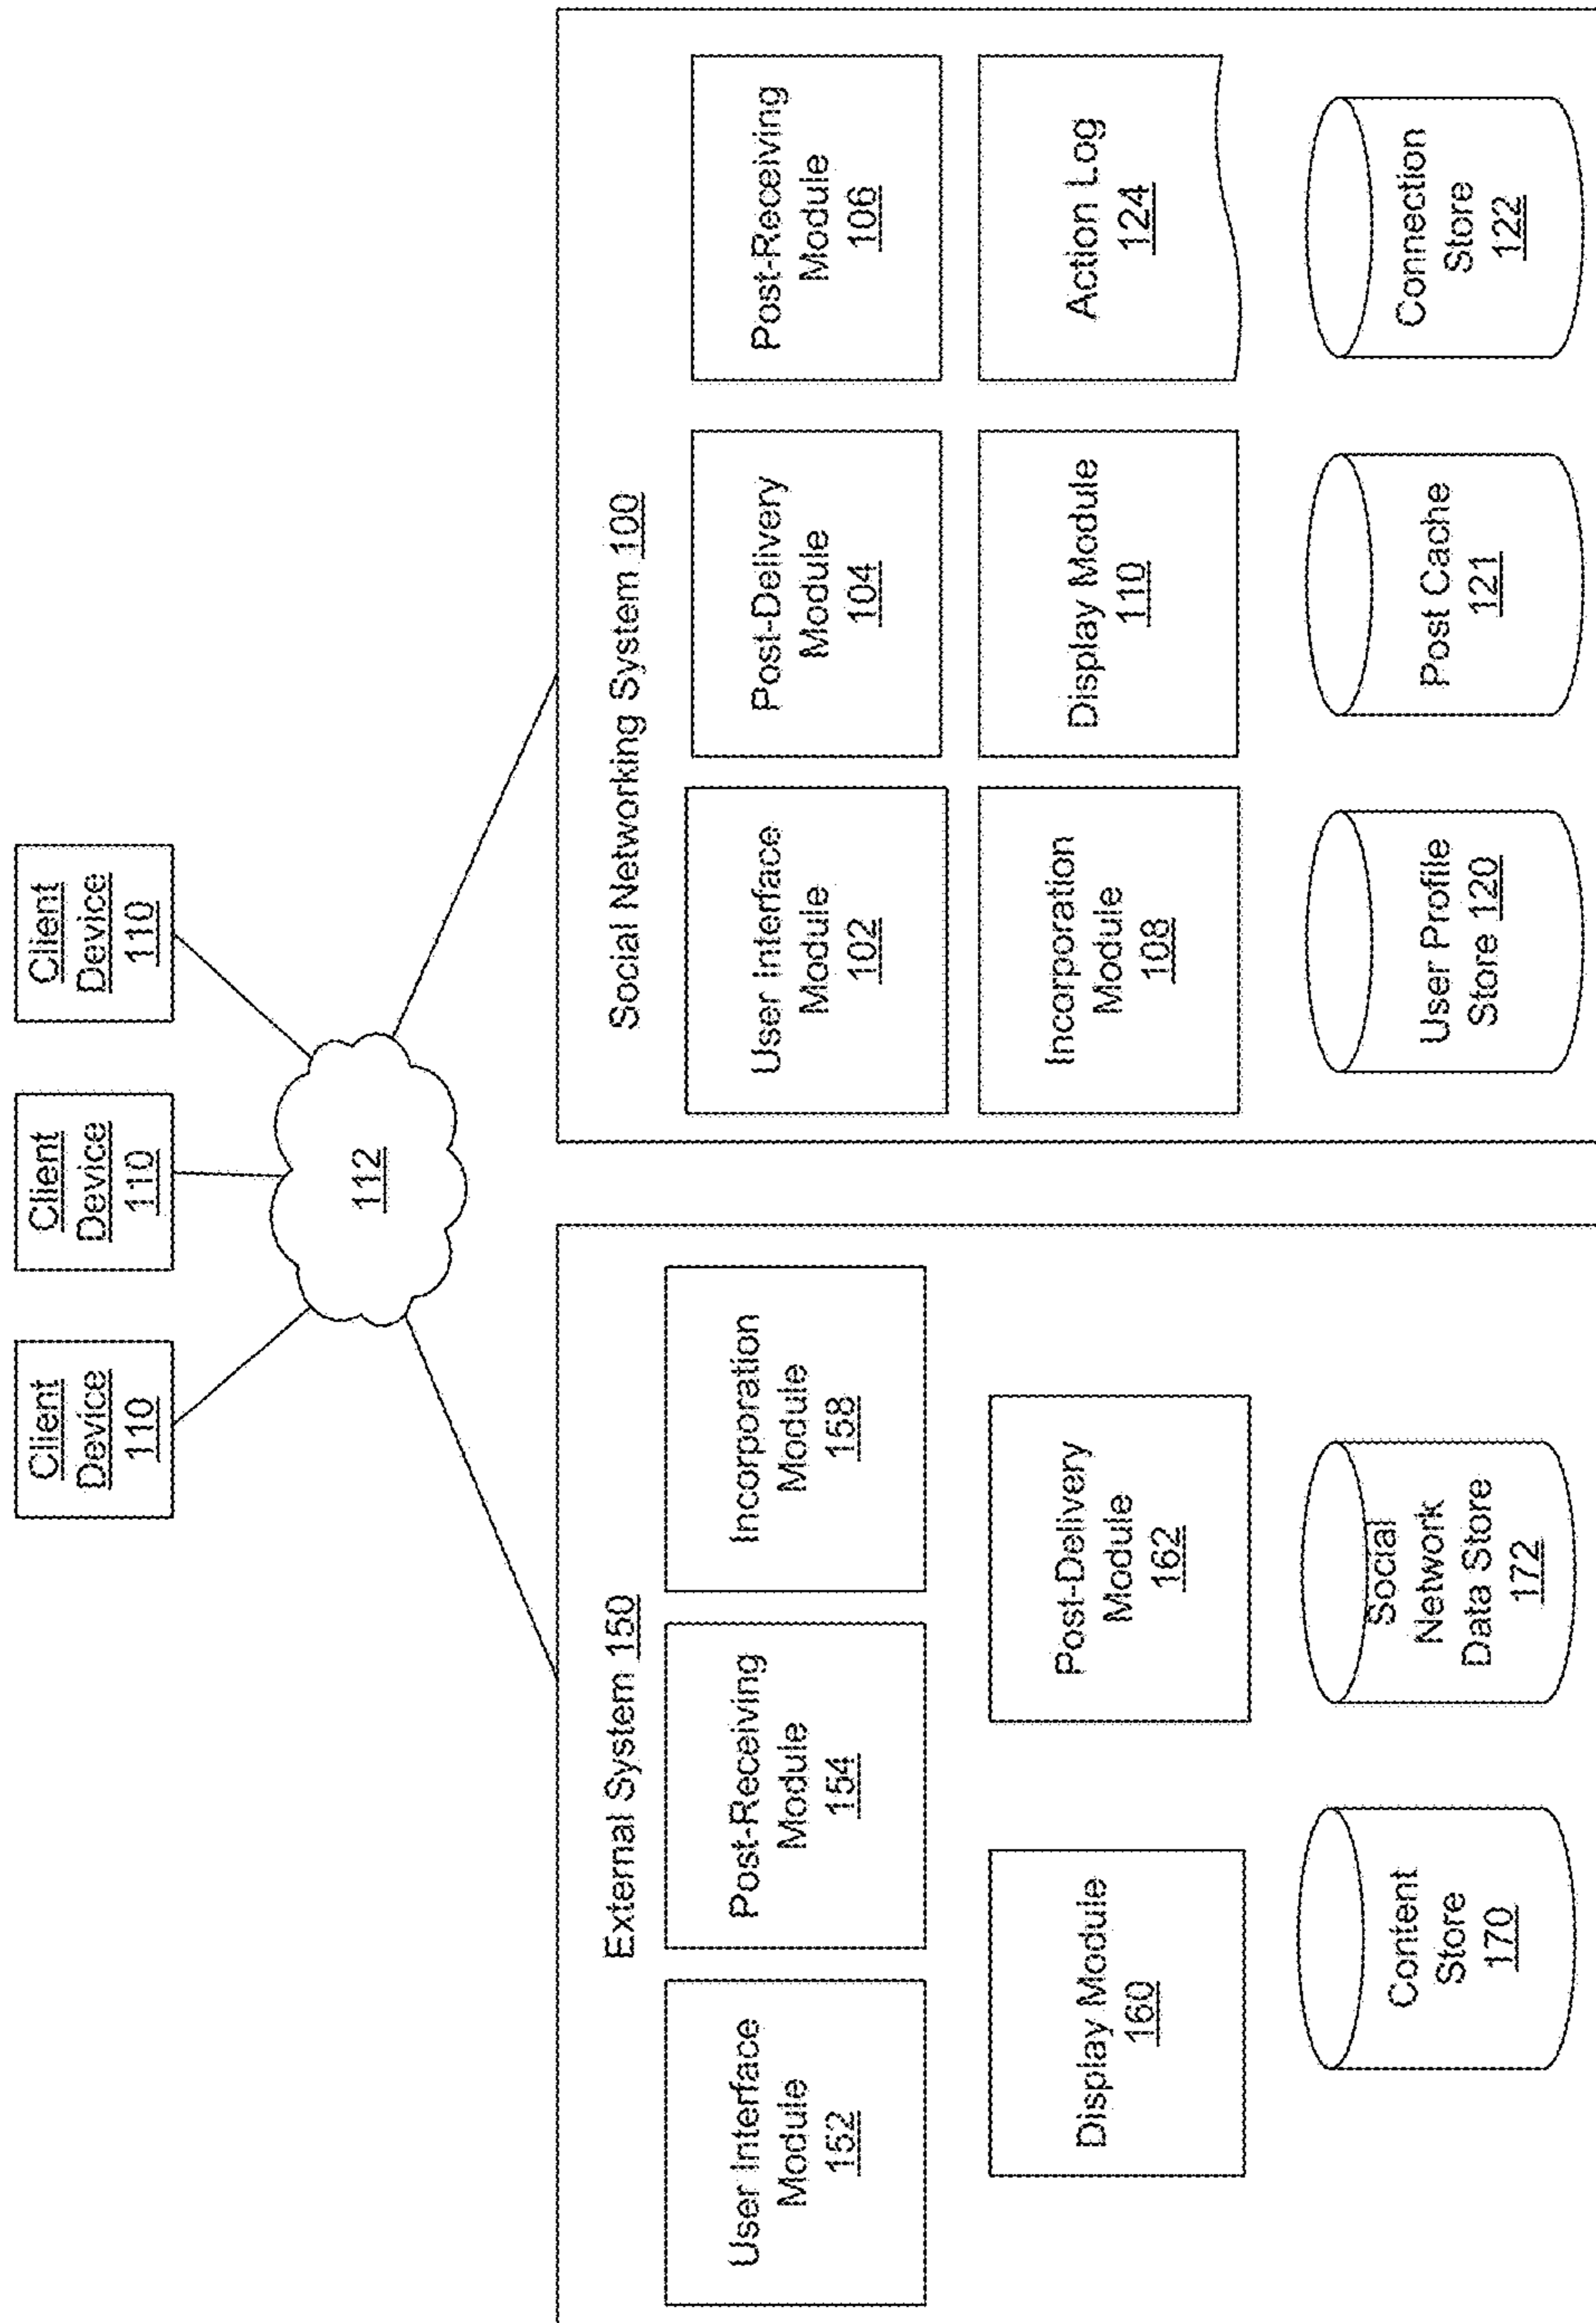 Client
Device
110
Client
Device
110
Client
Device
110
112
External System 150
User Interface
Module
152
Post-Receiving
Module
154
Incorporation
Module
158
Display Module
160
Post-Delivery
Module
162
Content
Store
170
Social
Network
Data Store
172
Social Networking System 100
User Interface
Module
102
Post-Delivery
Module
104
Post-Receiving
Module
106
Incorporation
Module
108
Display Module
110
Action Log
124
User Profile
Store 120
Post Cache
121
Connection
Store
122